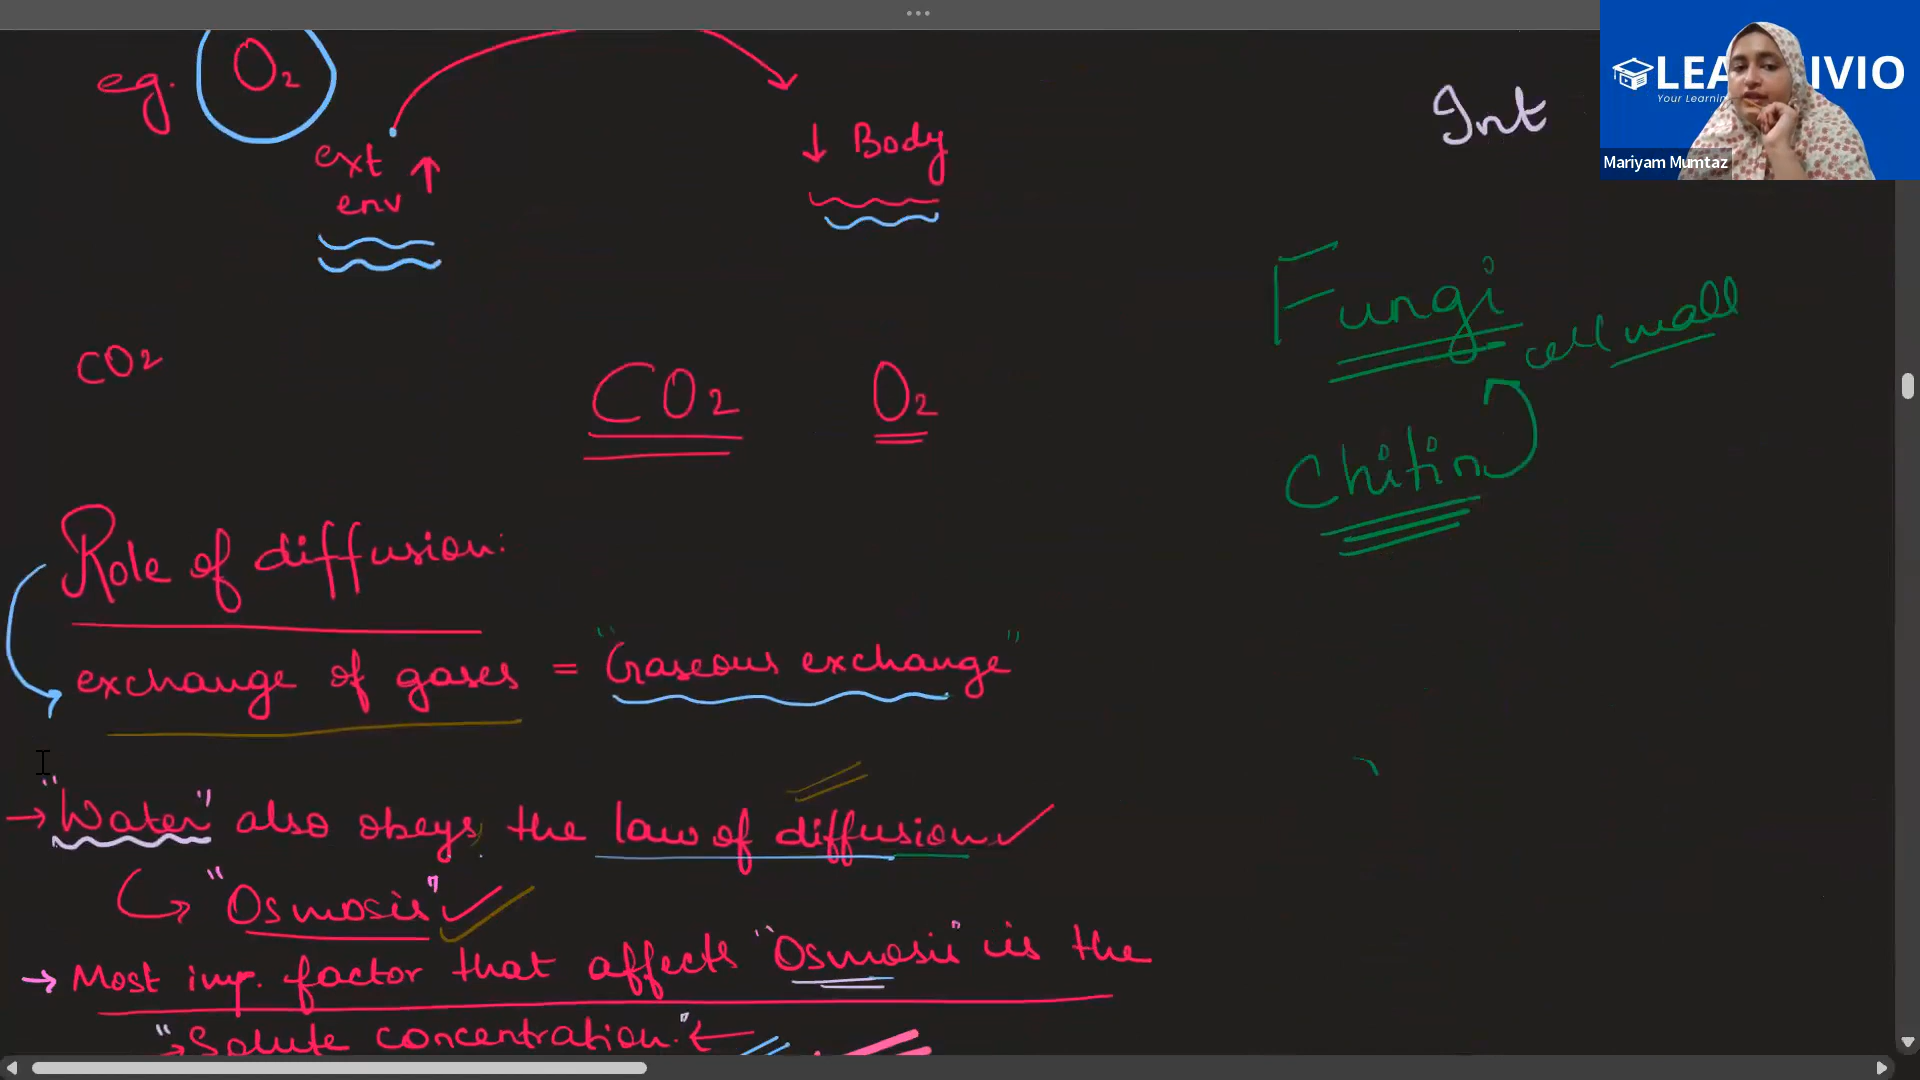 eg. O2
ext ↑
env
↓ Body
Int
LEA IVIO
Your Learnin
Mariyam Mumtaz
Fungi
cell wall
Chitin
CO2
CO2 O2
Role of diffusion:
exchange of gases = "Gaseous exchange"
→ "Water" also obeys the law of diffusion ✓
"Osmosis" ✓
→ Most imp. factor that affects "Osmosis" is the
→ "Solute concentration." ←